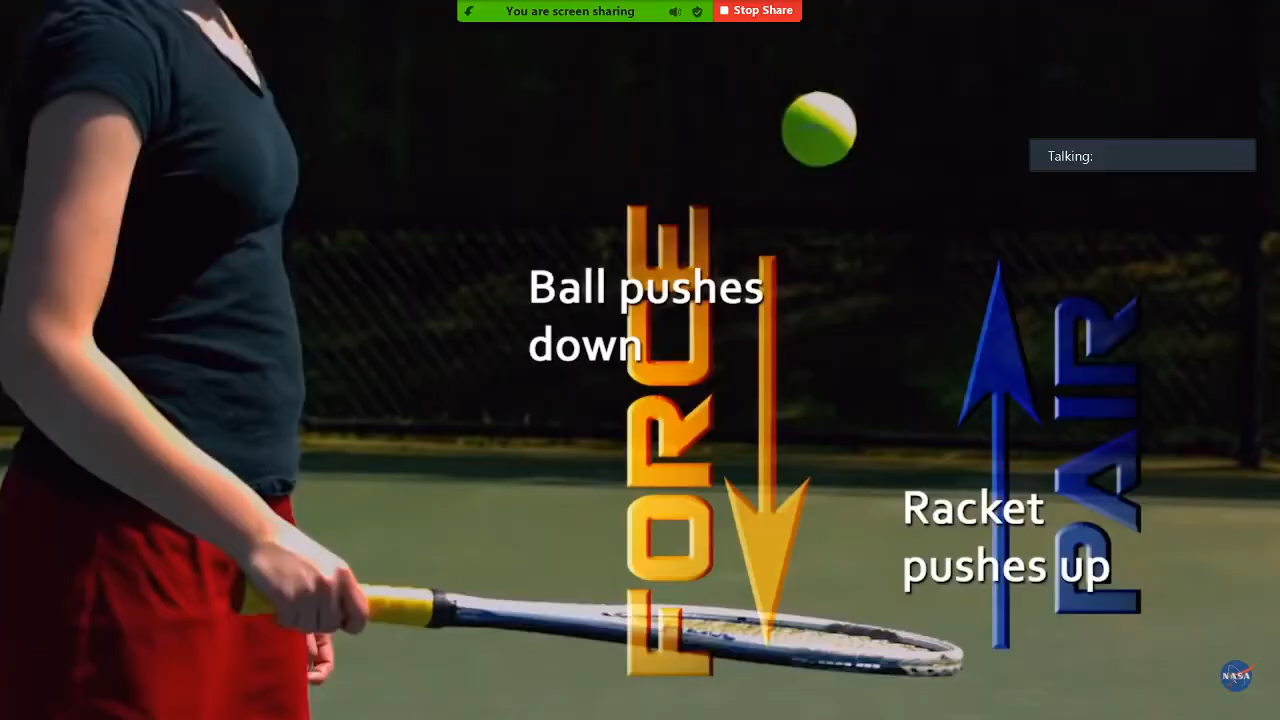 You are screen sharing
Stop Share
Talking:
FORCE
Ball pushes
down
PAIR
Racket
pushes up
NASA